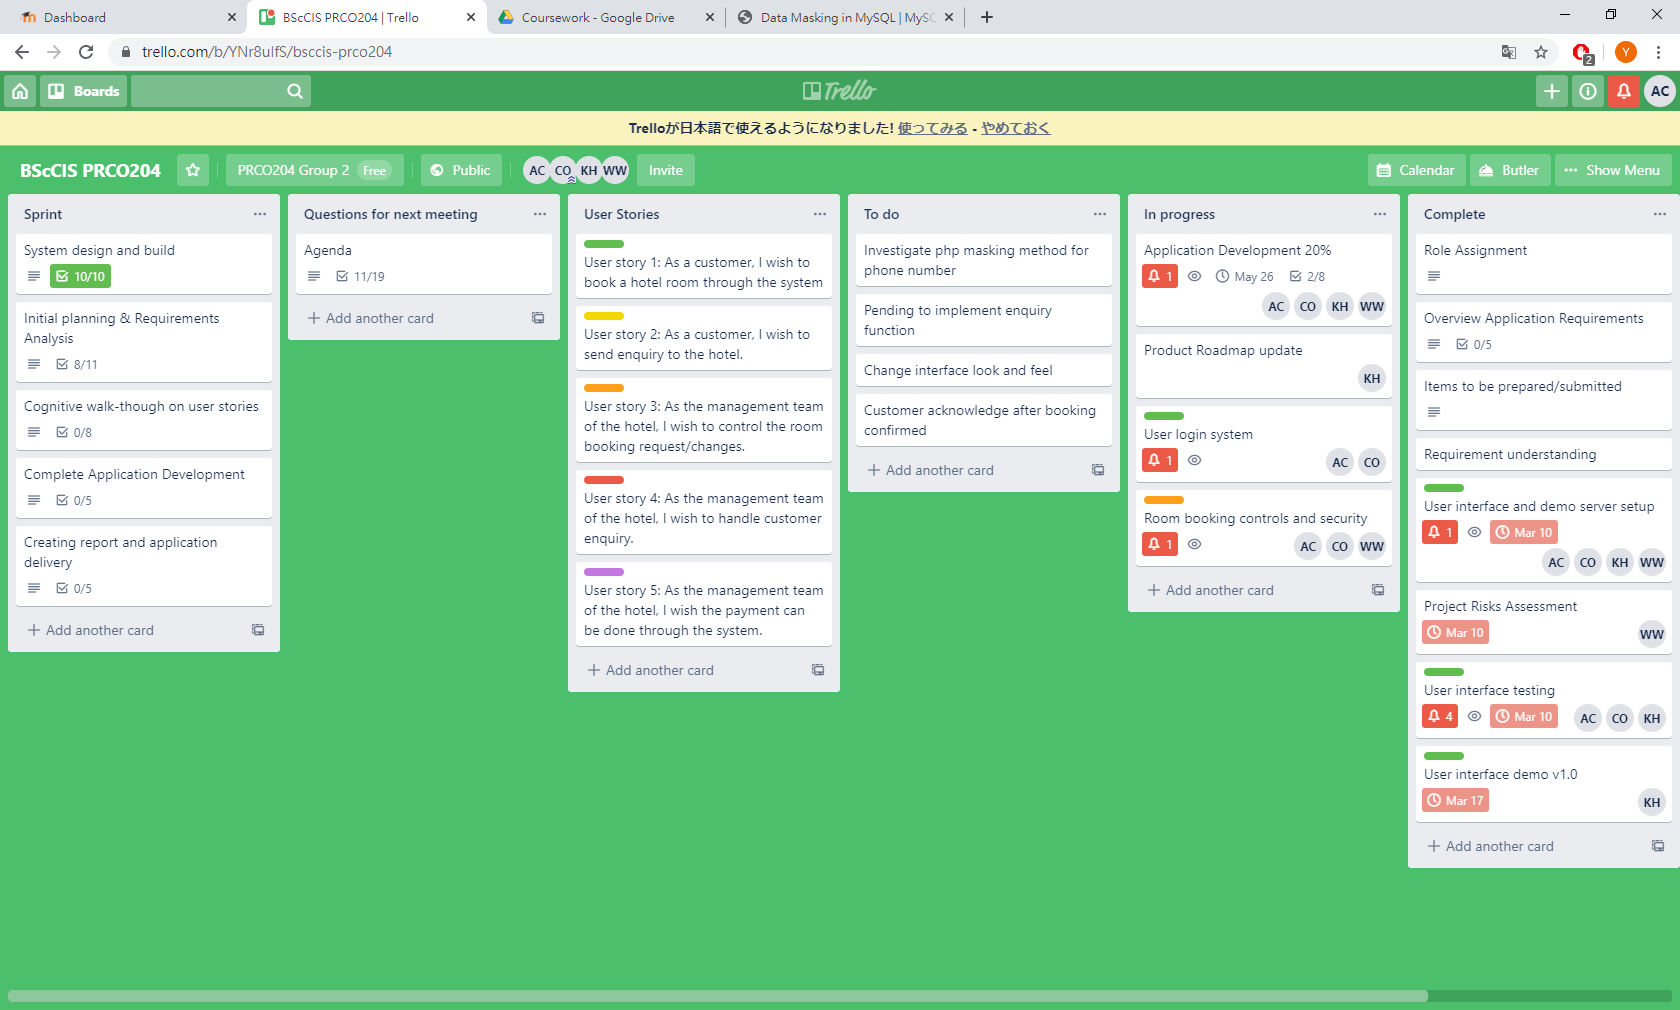 Dashboard
BScCIS PRCO204 | Trello
Coursework - Google Drive
Data Masking in MySQL | MySQ
trello.com/b/YNr8ulfS/bsccis-prco204
2
Y
Boards
Trello
AC
Trelloが日本語で使えるようになりました! 使ってみる - やめておく
BScCIS PRCO204
PRCO204 Group 2 Free
Public
AC CO KH WW
Invite
Calendar
Butler
Show Menu
Sprint
System design and build
10/10
Initial planning & Requirements
Analysis
8/11
Cognitive walk-though on user stories
0/8
Complete Application Development
0/5
Creating report and application
delivery
0/5
Add another card
Questions for next meeting
Agenda
11/19
Add another card
User Stories
User story 1: As a customer, I wish to
book a hotel room through the system
User story 2: As a customer, I wish to
send enquiry to the hotel.
User story 3: As the management team
of the hotel, I wish to control the room
booking request/changes.
User story 4: As the management team
of the hotel, I wish to handle customer
enquiry.
User story 5: As the management team
of the hotel, I wish the payment can
be done through the system.
Add another card
To do
Investigate php masking method for
phone number
Pending to implement enquiry
function
Change interface look and feel
Customer acknowledge after booking
confirmed
Add another card
In progress
Application Development 20%
1 May 26 2/8
AC CO KH WW
Product Roadmap update
KH
User login system
1
AC CO
Room booking controls and security
1
AC CO WW
Add another card
Complete
Role Assignment
Overview Application Requirements
0/5
Items to be prepared/submitted
Requirement understanding
User interface and demo server setup
1 Mar 10
AC CO KH WW
Project Risks Assessment
Mar 10
WW
User interface testing
4 Mar 10
AC CO KH
User interface demo v1.0
Mar 17
KH
Add another card